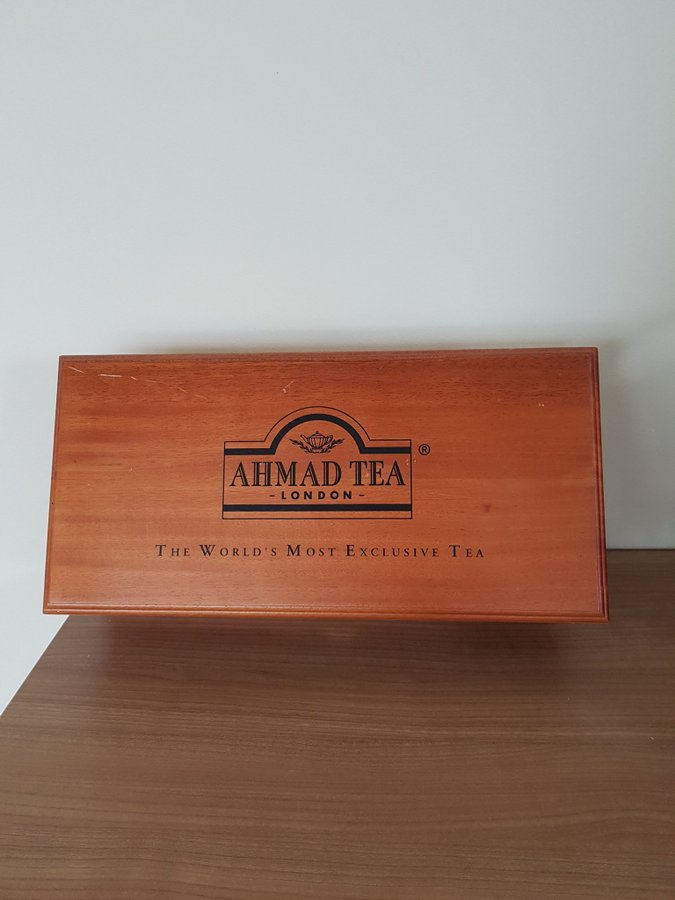 AHMAD TEA ®
- LONDON -
THE WORLD'S MOST EXCLUSIVE TEA